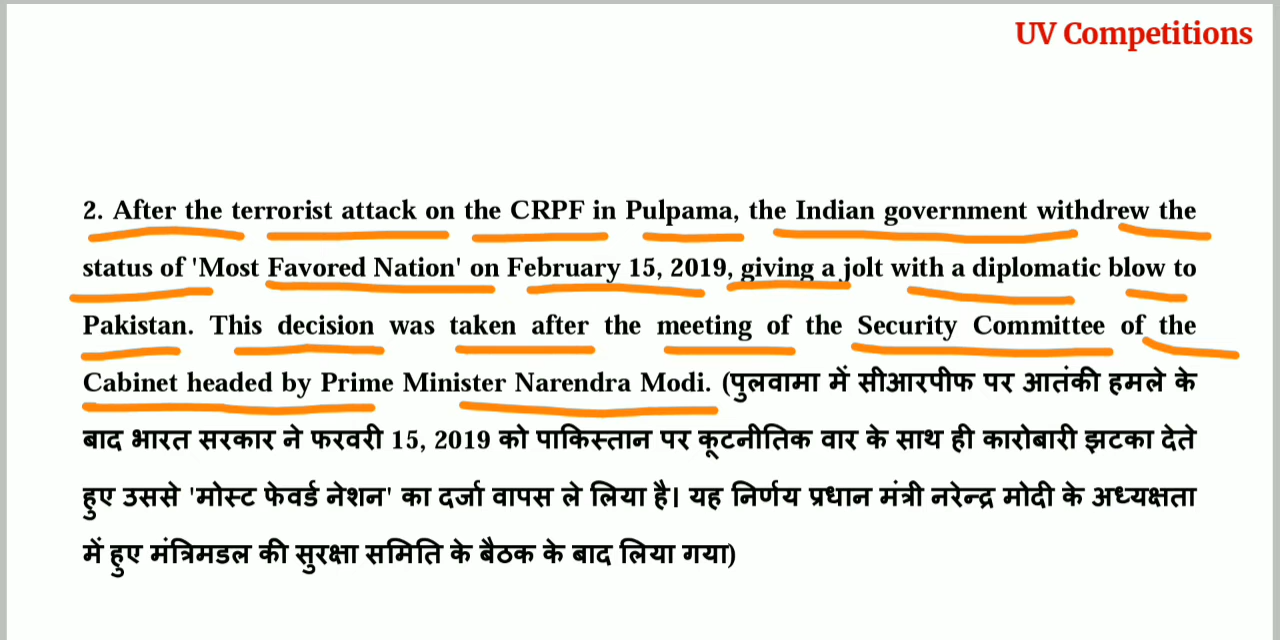 UV Competitions
2. After the terrorist attack on the CRPF in Pulpama, the Indian government withdrew the
status of 'Most Favored Nation' on February 15, 2019, giving a jolt with a diplomatic blow to
Pakistan. This decision was taken after the meeting of the Security Committee of the
Cabinet headed by Prime Minister Narendra Modi. (पुलवामा में सीआरपीफ पर आतंकी हमले के
बाद भारत सरकार ने फरवरी 15, 2019 को पाकिस्तान पर कूटनीतिक वार के साथ ही कारोबारी झटका देते
हुए उससे 'मोस्ट फेवर्ड नेशन' का दर्जा वापस ले लिया है। यह निर्णय प्रधान मंत्री नरेन्द्र मोदी के अध्यक्षता
में हुए मंत्रिमडल की सुरक्षा समिति के बैठक के बाद लिया गया)